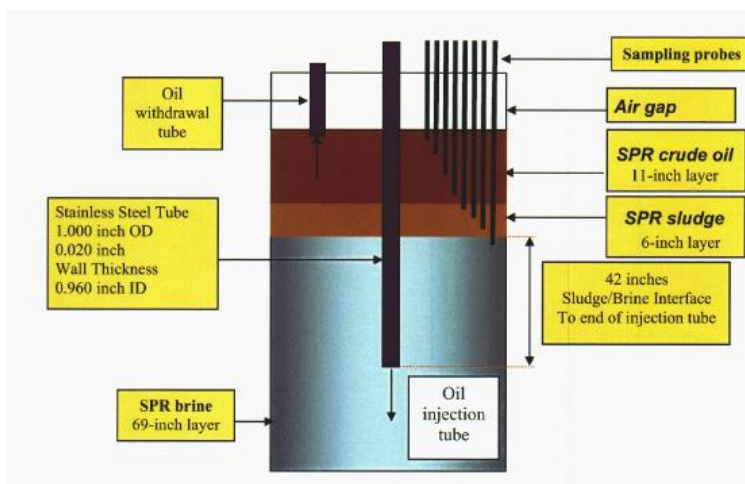 Sampling probes
Oil
withdrawal
tube
Air gap
SPR crude oil
11-inch layer
Stainless Steel Tube
1.000 inch OD
0.020 inch
Wall Thickness
0.960 inch ID
SPR sludge
6-inch layer
42 inches
Sludge/Brine Interface
To end of injection tube
SPR brine
69-inch layer
Oil
injection
tube